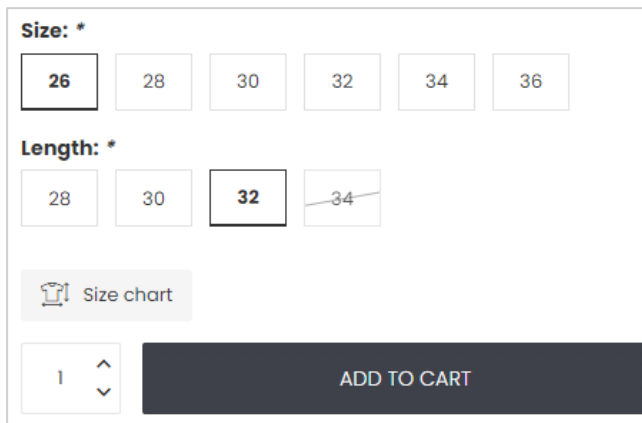 Size: *
26 28 30 32 34 36
Length: *
28 30 32 34
Size chart
1 ADD TO CART